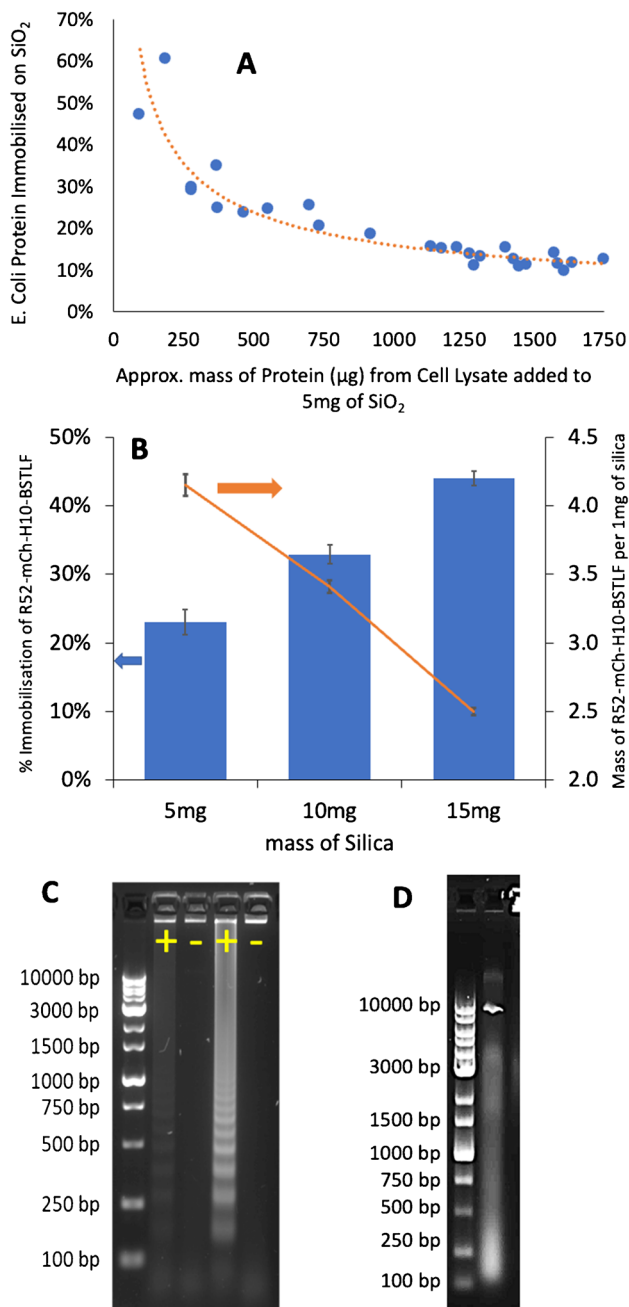 A
E. Coli Protein Immobilised on SiO₂
70%
60%
50%
40%
30%
20%
10%
0%
0 250 500 750 1000 1250 1500 1750
Approx. mass of Protein (µg) from Cell Lysate added to
5mg of SiO₂
B
% Immobilisation of R52-mCh-H10-BSTLF
50%
40%
30%
20%
10%
0%
4.5
4.0
3.5
3.0
2.5
2.0
Mass of R52-mCh-H10-BSTLF per 1mg of silica
5mg 10mg 15mg
mass of Silica
C
+ - + -
10000 bp
3000 bp
1500 bp
1000 bp
750 bp
500 bp
250 bp
100 bp
D
10000 bp
3000 bp
1500 bp
1000 bp
750 bp
500 bp
250 bp
100 bp